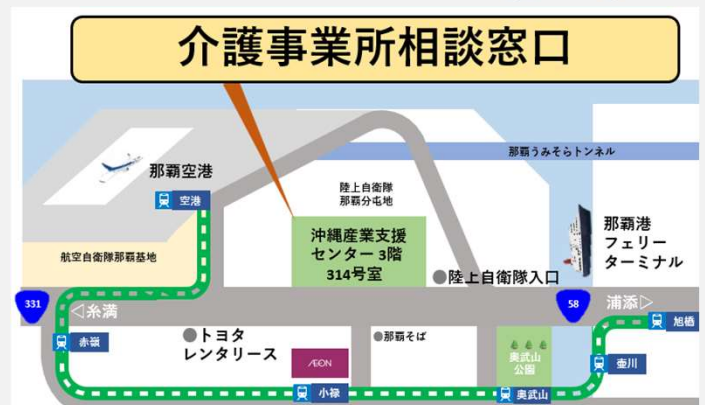 介護事業所相談窓口
那覇うみそらトンネル
那覇空港
空港
陸上自衛隊
那覇分屯地
那覇港
フェリー
ターミナル
航空自衛隊那覇基地
沖縄産業支援
センター 3階
314号室
●陸上自衛隊入口
331
◁糸満
58
浦添▷
旭橋
赤嶺
●トヨタ
レンタリース
●那覇そば
ÆON
奥武山
公園
壺川
小禄
奥武山